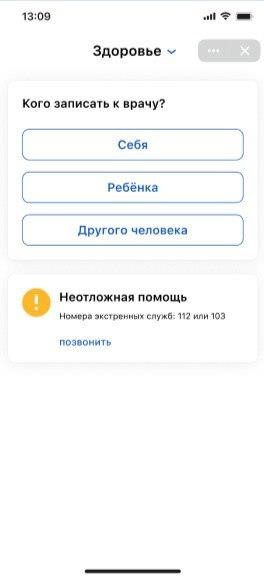 13:09
Здоровье
Кого записать к врачу?
Себя
Ребёнка
Другого человека
Неотложная помощь
Номера экстренных служб: 112 или 103
позвонить